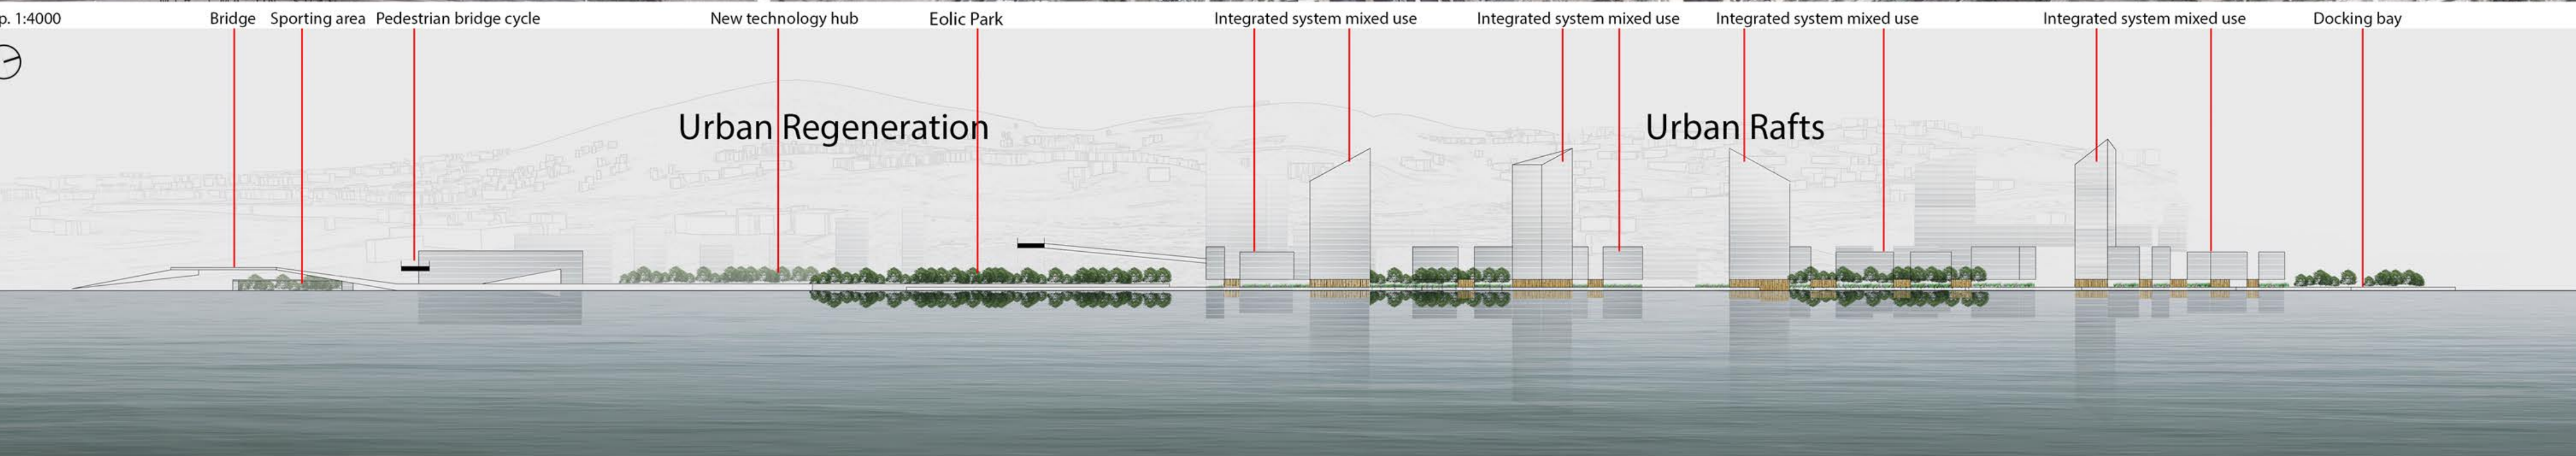 p. 1:4000
Bridge
Sporting area
Pedestrian bridge cycle
New technology hub
Eolic Park
Integrated system mixed use
Integrated system mixed use
Integrated system mixed use
Integrated system mixed use
Docking bay
Urban Regeneration
Urban Rafts